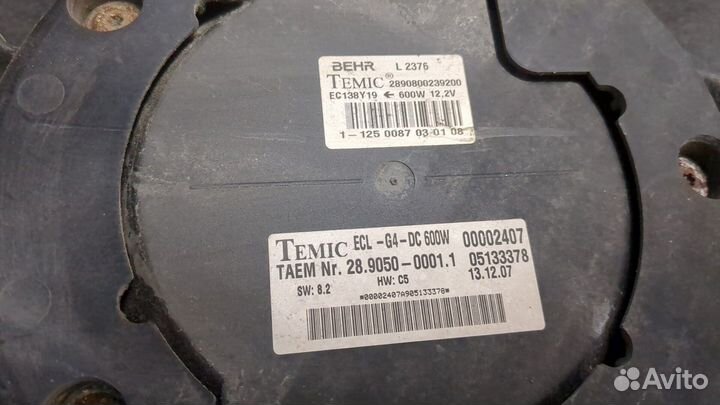 BEHR L 2376
TEMIC® 2890800239200
EC138Y19 ← 600W 12,2V
1-125 0087 03 01 08
TEMIC ECL -G4-DC 600W 00002407
TAEM Nr. 28.9050-0001.1 05133378
SW: 8.2 HW: C5 13.12.07
*00002407A905133378*
Avito